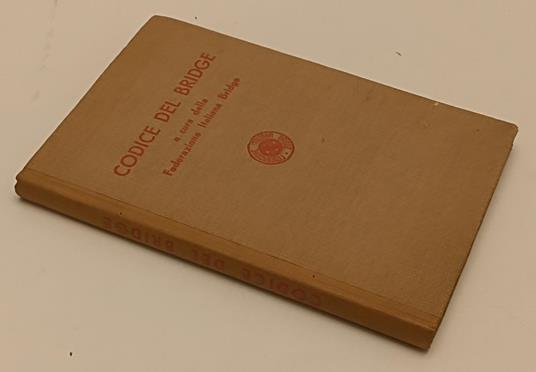 CODICE DEL BRIDGE
a cura della
Federazione Italiana Bridge
CODICE DEL BRIDGE